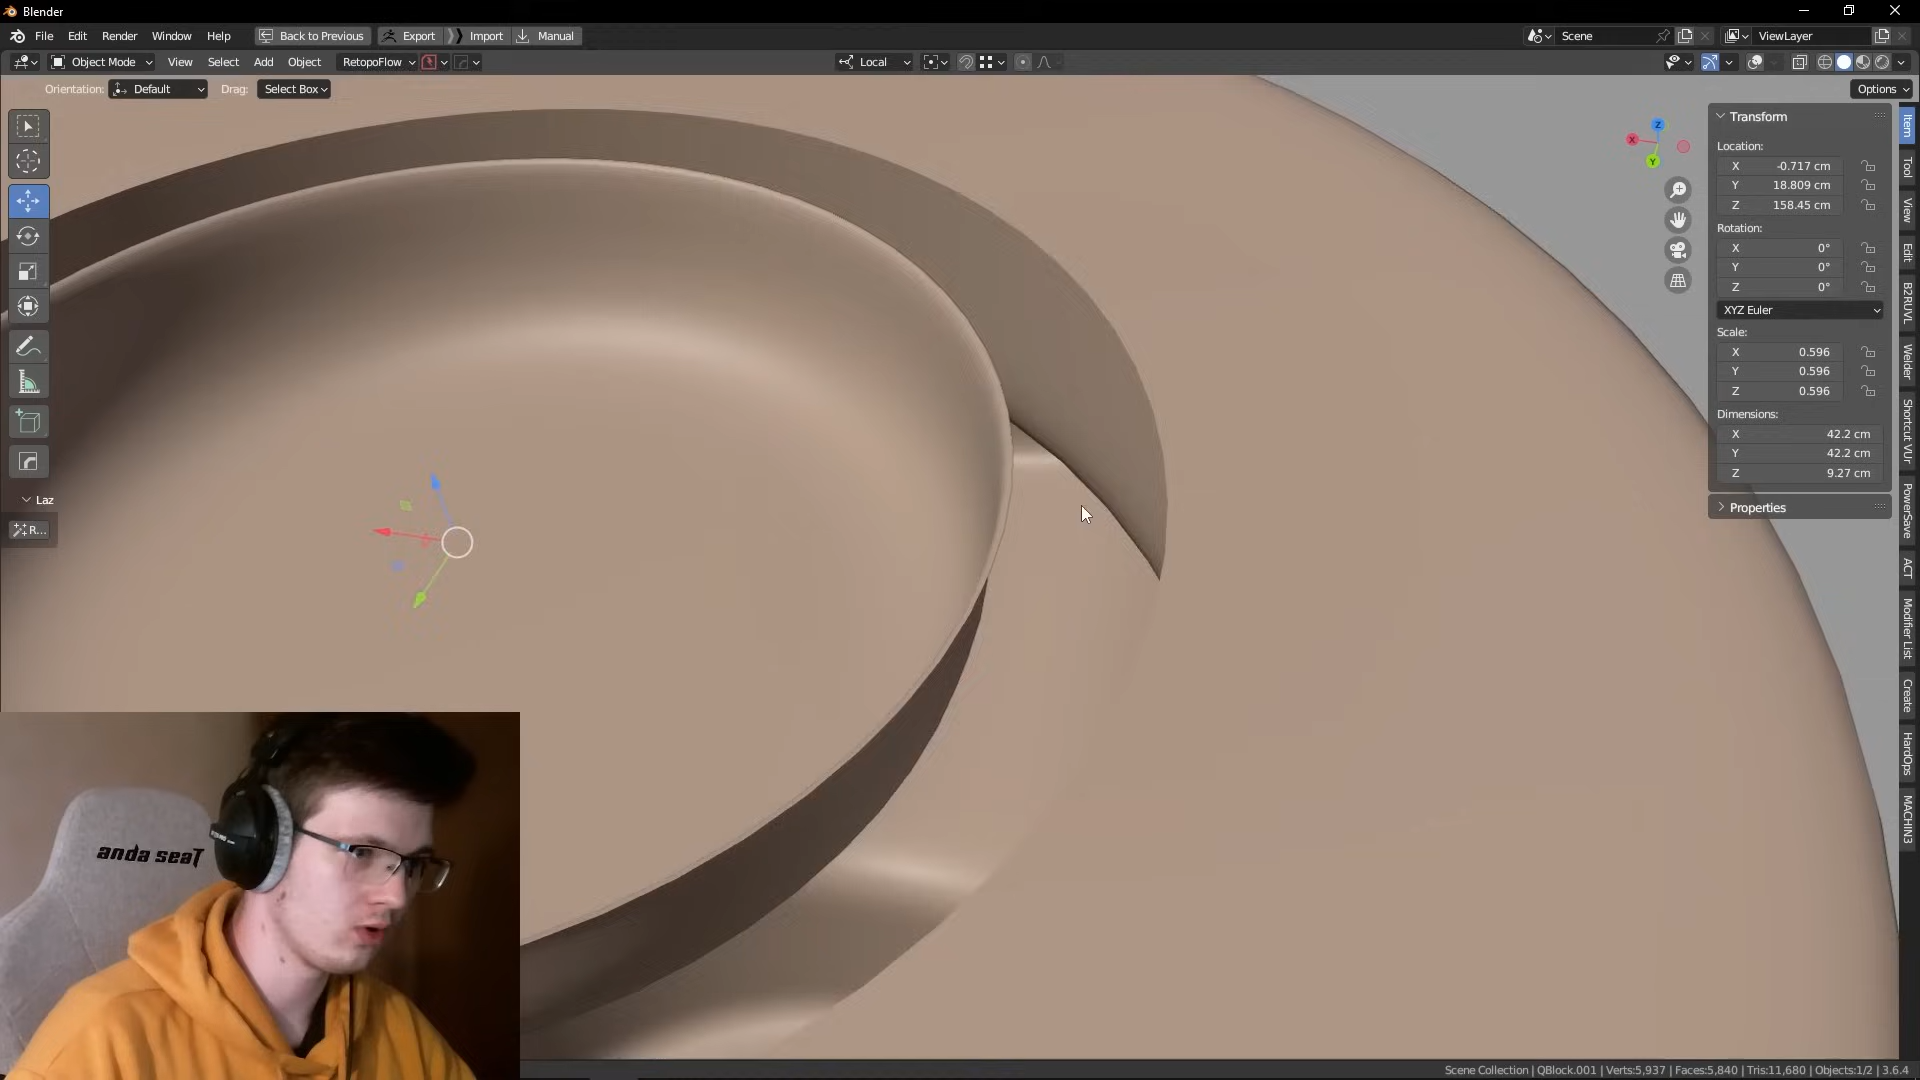 Blender
File Edit Render Window Help Back to Previous Export Import Manual Scene ViewLayer
Object Mode View Select Add Object RetopoFlow Local
Orientation: Default Drag: Select Box Options
Transform
Location:
X -0.717 cm
Y 18.809 cm
Z 158.45 cm
Rotation:
X 0°
Y 0°
Z 0°
XYZ Euler
Scale:
X 0.596
Y 0.596
Z 0.596
Dimensions:
X 42.2 cm
Y 42.2 cm
Z 9.27 cm
Properties
Item
Tool
View
Edit
B2RUVL
Welder
Shortcut VUr
PowerSave
ACT
Modifier List
Create
HardOps
MACHIN3
Z
X
Y
Laz
R...
anda seaT
Scene Collection | QBlock.001 | Verts:5,937 | Faces:5,840 | Tris:11,680 | Objects:1/2 | 3.6.4